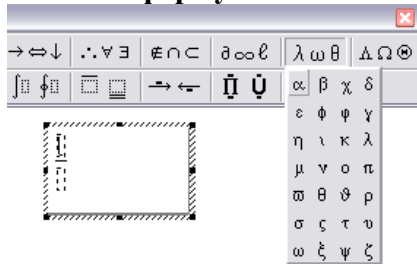 →⇔↓ ∴∀∃ ∉∩⊂ ∂∞ℓ λωθ ΛΩΘ
∫ ∮ →← Π Ụ
α β χ δ
ε φ φ γ
η ι κ λ
μ ν ο π
ϖ θ ϑ ρ
σ ς τ υ
ω ξ ψ ζ